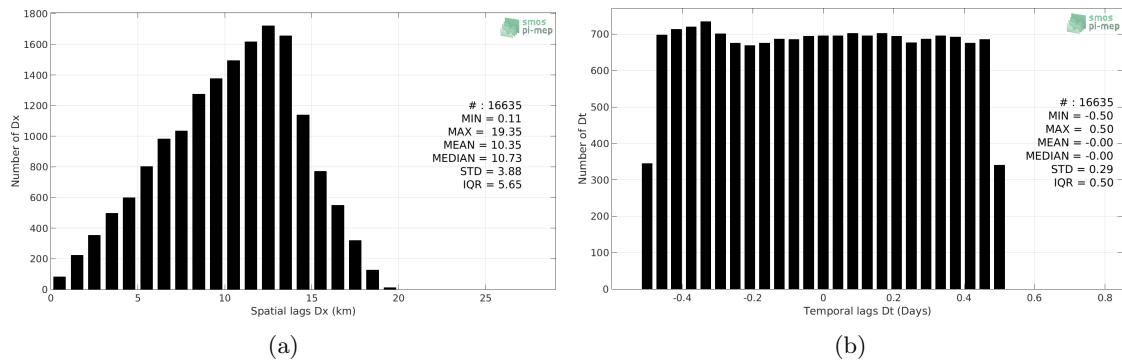 1800
1600
1400
1200
1000
800
600
400
200
0
Number of Dx
0 5 10 15 20 25
Spatial lags Dx (km)
smos
pi-mep
# : 16635
MIN = 0.11
MAX = 19.35
MEAN = 10.35
MEDIAN = 10.73
STD = 3.88
IQR = 5.65
(a)
700
600
500
400
300
200
100
0
Number of Dt
-0.4 -0.2 0 0.2 0.4 0.6 0.8
Temporal lags Dt (Days)
smos
pi-mep
# : 16635
MIN = -0.50
MAX = 0.50
MEAN = -0.00
MEDIAN = -0.00
STD = 0.29
IQR = 0.50
(b)